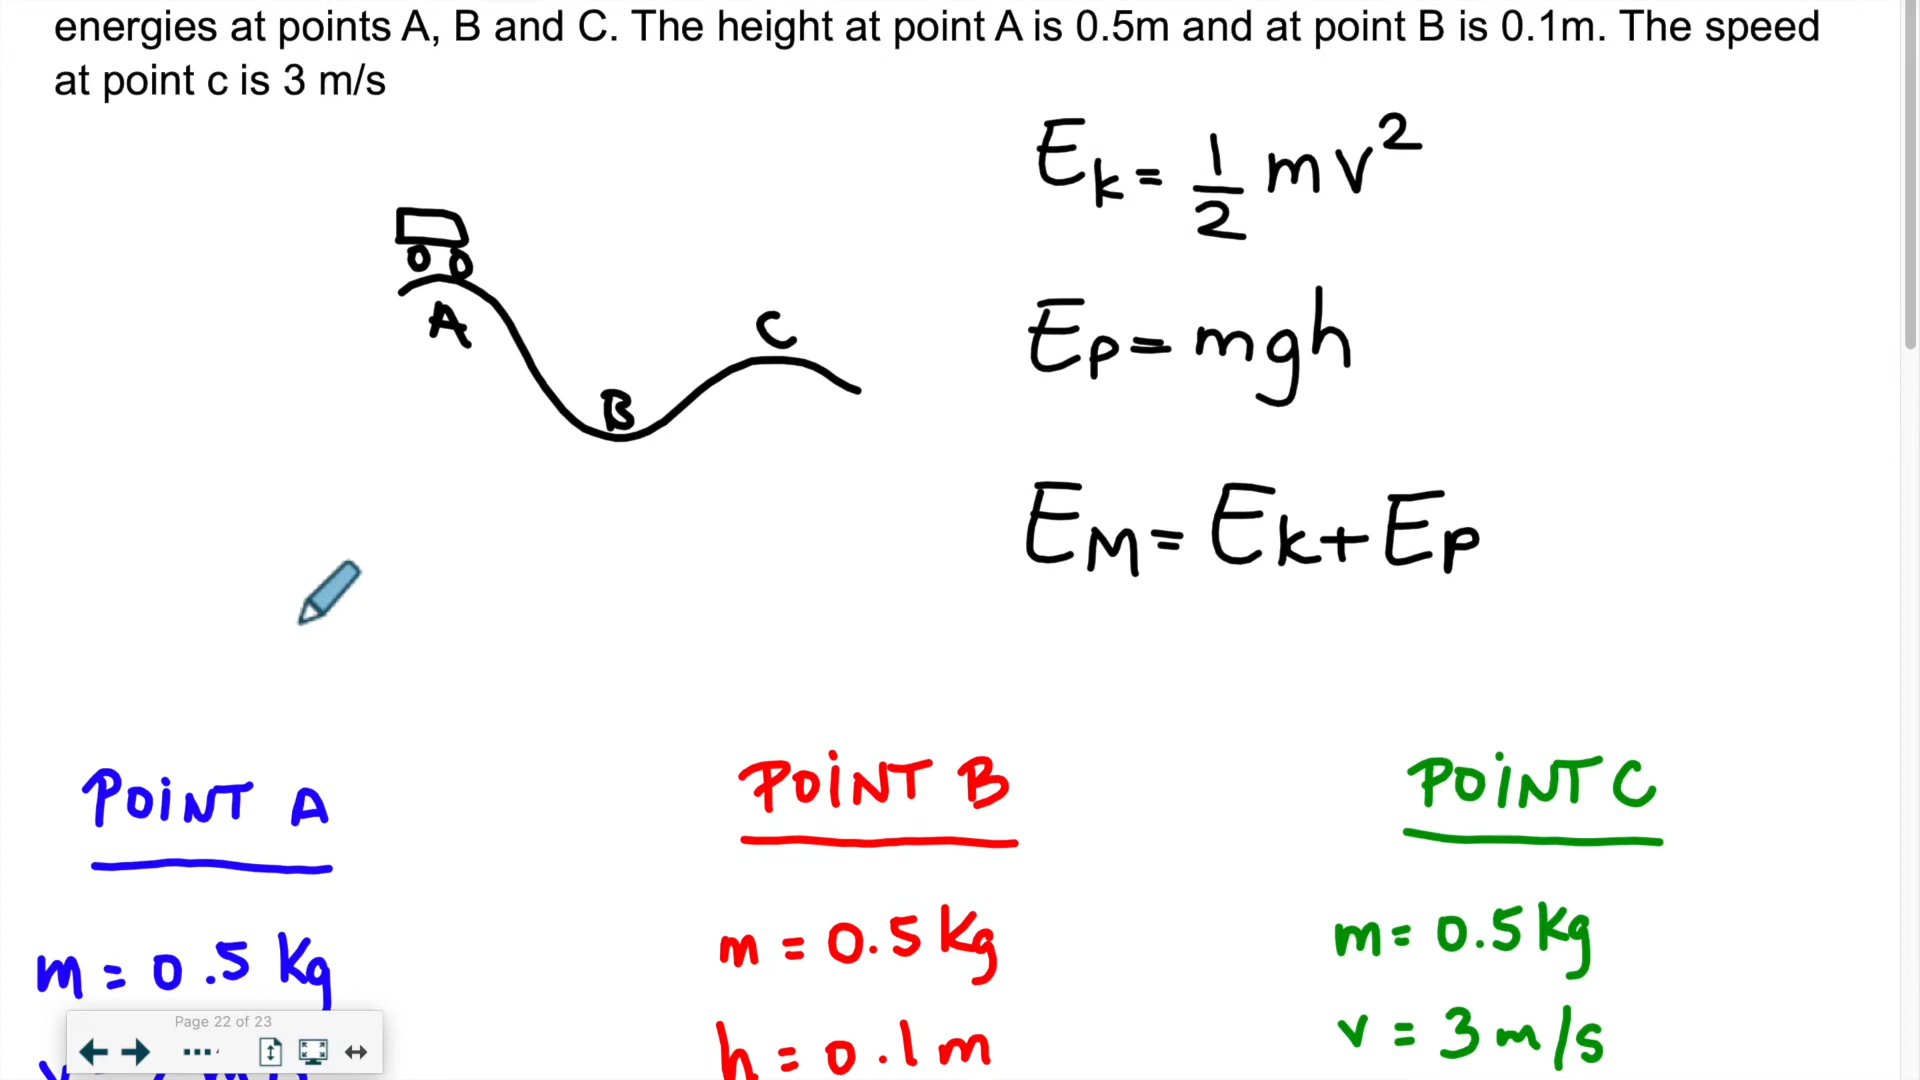 energies at points A, B and C. The height at point A is 0.5m and at point B is 0.1m. The speed
at point c is 3 m/s
Ek = 1/2 mv²
Ep = mgh
EM = Ek + Ep
A
B
C
POINT A
m = 0.5 Kg
POINT B
m = 0.5 Kg
h = 0.1 m
POINT C
m = 0.5 Kg
v = 3 m/s
Page 22 of 23